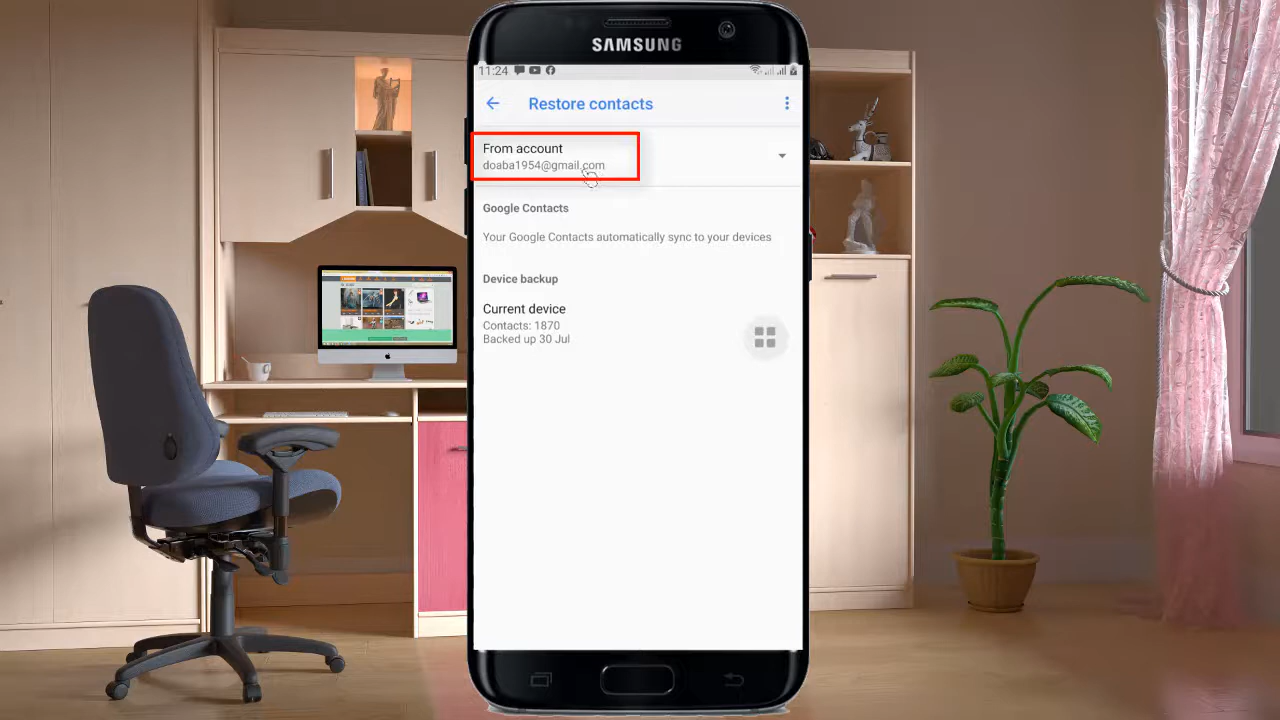 SAMSUNG
11:24
Restore contacts
From account
doaba1954@gmail.com
Google Contacts
Your Google Contacts automatically sync to your devices
Device backup
Current device
Contacts: 1870
Backed up 30 Jul